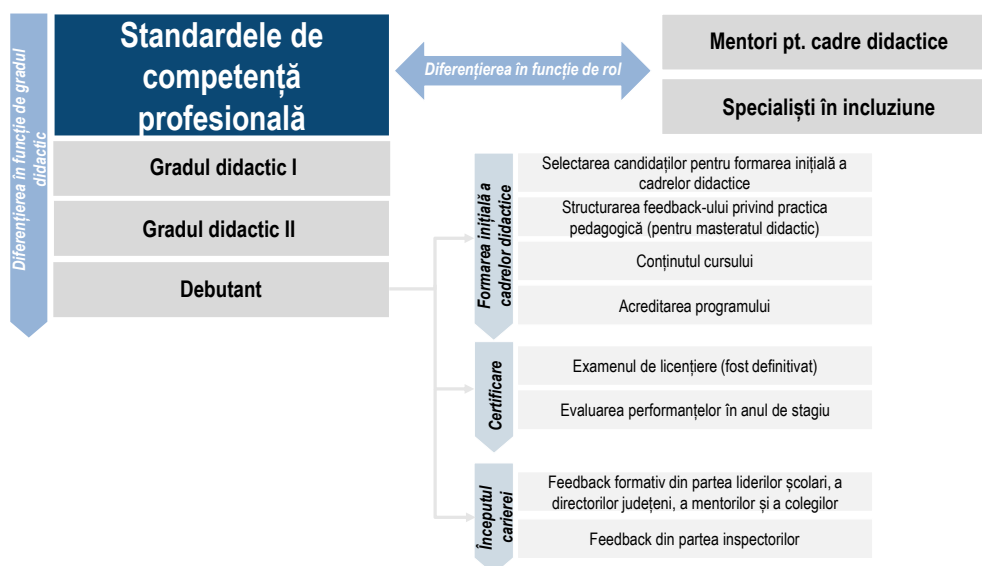 Diferențierea în funcție de gradul
didactic
Standardele de
competență
profesională
Gradul didactic I
Gradul didactic II
Debutant
Diferențierea în funcție de rol
Mentori pt. cadre didactice
Specialiști în incluziune
Formarea inițială a
cadrelor didactice
Selectarea candidaților pentru formarea inițială a
cadrelor didactice
Structurarea feedback-ului privind practica
pedagogică (pentru masteratul didactic)
Conținutul cursului
Acreditarea programului
Certificare
Examenul de licențiere (fost definitivat)
Evaluarea performanțelor în anul de stagiu
Începutul
carierei
Feedback formativ din partea liderilor școlari, a
directorilor județeni, a mentorilor și a colegilor
Feedback din partea inspectorilor